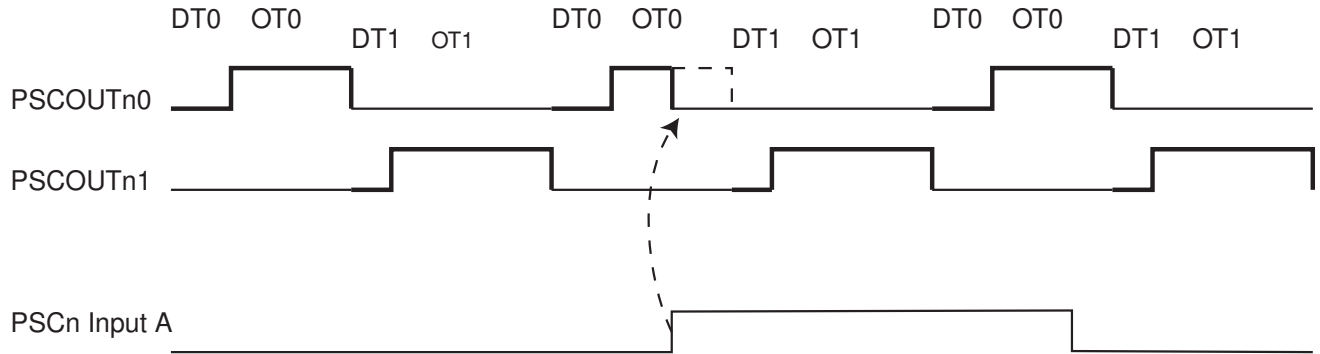 DT0 OT0 DT0 OT0 DT0 OT0
DT1 OT1 DT1 OT1 DT1 OT1
PSCOUTn0
PSCOUTn1
PSCn Input A